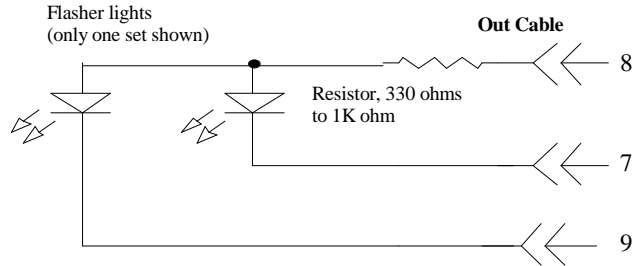 Flasher lights
(only one set shown)
Out Cable
8
Resistor, 330 ohms
to 1K ohm
7
9